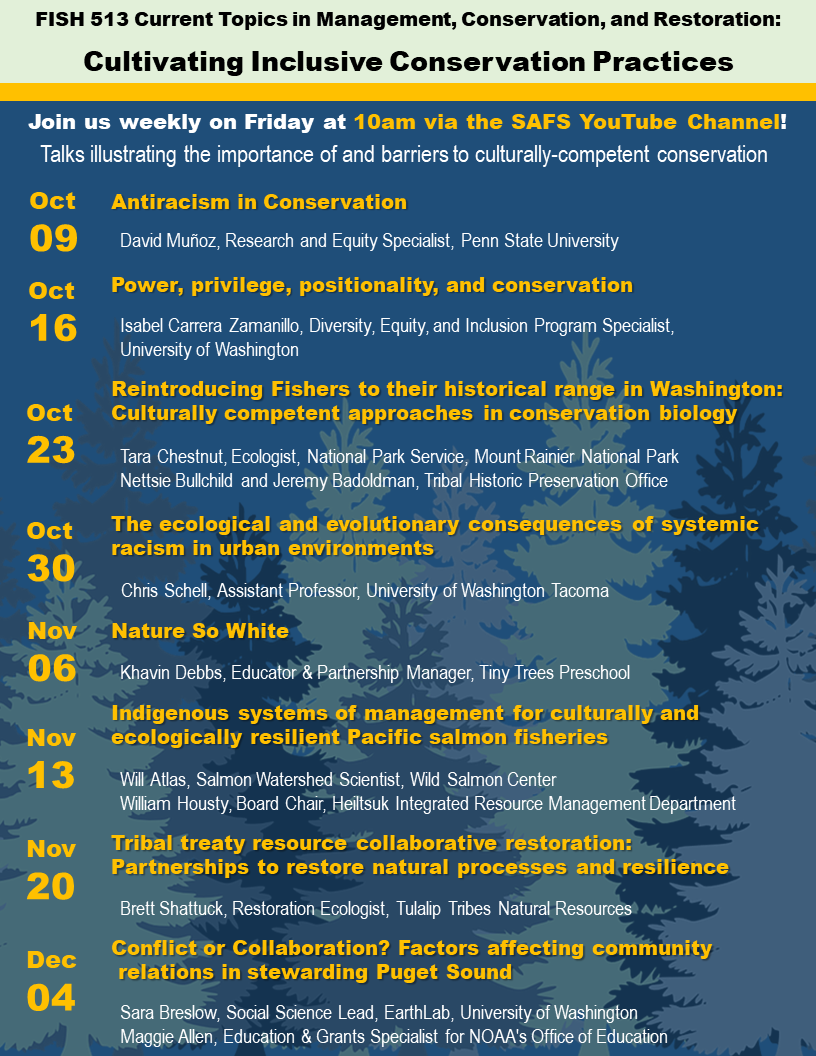 FISH 513 Current Topics in Management, Conservation, and Restoration:
Cultivating Inclusive Conservation Practices
Join us weekly on Friday at 10am via the SAFS YouTube Channel!
Talks illustrating the importance of and barriers to culturally-competent conservation
Oct
09
Antiracism in Conservation
David Muñoz, Research and Equity Specialist, Penn State University
Oct
16
Power, privilege, positionality, and conservation
Isabel Carrera Zamanillo, Diversity, Equity, and Inclusion Program Specialist,
University of Washington
Oct
23
Reintroducing Fishers to their historical range in Washington:
Culturally competent approaches in conservation biology
Tara Chestnut, Ecologist, National Park Service, Mount Rainier National Park
Nettsie Bullchild and Jeremy Badoldman, Tribal Historic Preservation Office
Oct
30
The ecological and evolutionary consequences of systemic
racism in urban environments
Chris Schell, Assistant Professor, University of Washington Tacoma
Nov
06
Nature So White
Khavin Debbs, Educator & Partnership Manager, Tiny Trees Preschool
Nov
13
Indigenous systems of management for culturally and
ecologically resilient Pacific salmon fisheries
Will Atlas, Salmon Watershed Scientist, Wild Salmon Center
William Housty, Board Chair, Heiltsuk Integrated Resource Management Department
Nov
20
Tribal treaty resource collaborative restoration:
Partnerships to restore natural processes and resilience
Brett Shattuck, Restoration Ecologist, Tulalip Tribes Natural Resources
Dec
04
Conflict or Collaboration? Factors affecting community
relations in stewarding Puget Sound
Sara Breslow, Social Science Lead, EarthLab, University of Washington
Maggie Allen, Education & Grants Specialist for NOAA's Office of Education